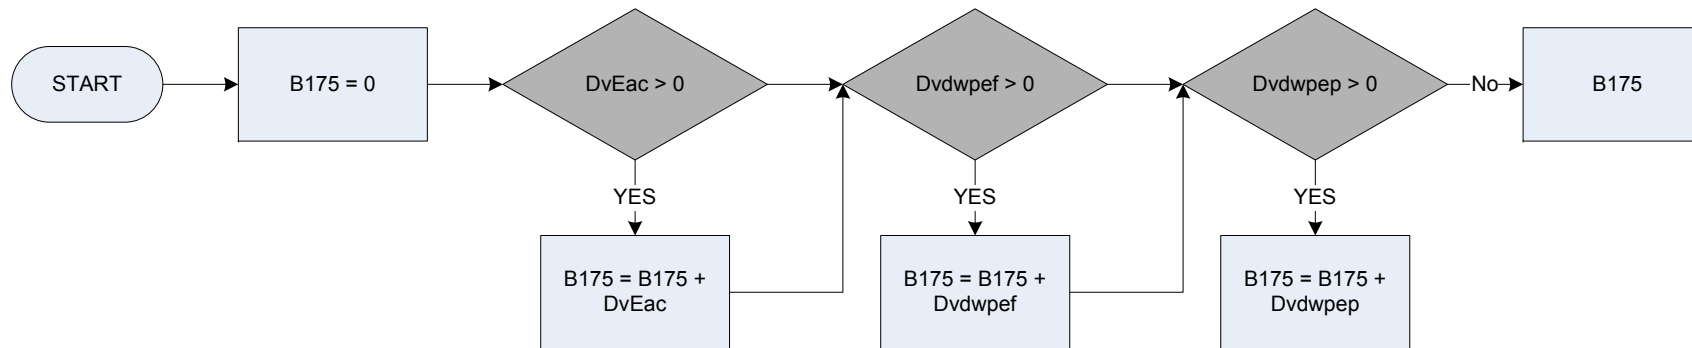 START
B175 = 0
DvEac > 0
Dvdwpef > 0
Dvdwpep > 0
No
B175
YES
YES
YES
B175 = B175 +
DvEac
B175 = B175 +
Dvdwpef
B175 = B175 +
Dvdwpep